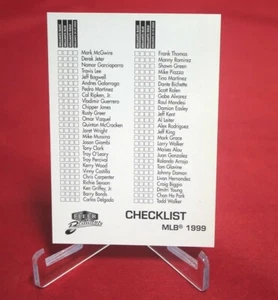 Mark McGwire
Derek Jeter
Nomar Garciaparra
Travis Lee
Jeff Bagwell
Andres Galarraga
Pedro Martinez
Cal Ripken, Jr.
Vladimir Guerrero
Chipper Jones
Rusty Greer
Omar Vizquel
Quinton McCracken
Jaret Wright
Mike Mussina
Jason Giambi
Tony Clark
Troy O'Leary
Troy Percival
Kerry Wood
Vinny Castilla
Chris Carpenter
Richie Sexson
Ken Griffey, Jr.
Barry Bonds
Carlos Delgado
Frank Thomas
Manny Ramirez
Shawn Green
Mike Piazza
Tino Martinez
Dante Bichette
Scott Rolen
Gabe Alvarez
Raul Mondesi
Damion Easley
Jeff Kent
Al Leiter
Alex Rodriguez
Jeff King
Mark Grace
Larry Walker
Moises Alou
Juan Gonzalez
Rolando Arrojo
Tom Glavine
Johnny Damon
Livan Hernandez
Craig Biggio
Dmitri Young
Chan Ho Park
Todd Walker
FLEER
Brilliants
CHECKLIST
MLB® 1999